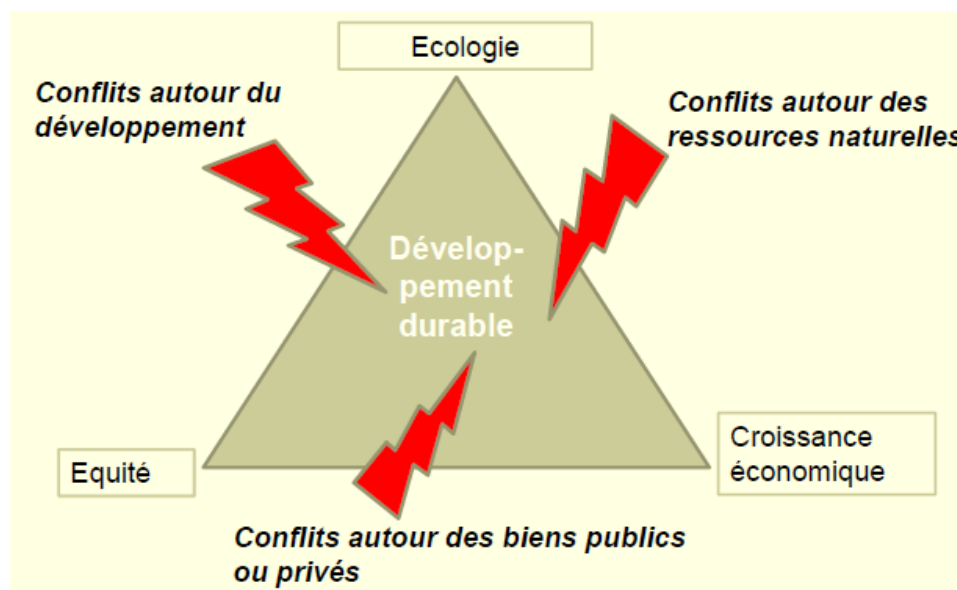 Ecologie
Conflits autour du
développement
Conflits autour des
ressources naturelles
Dévelop-
pement
durable
Equité
Croissance
économique
Conflits autour des biens publics
ou privés